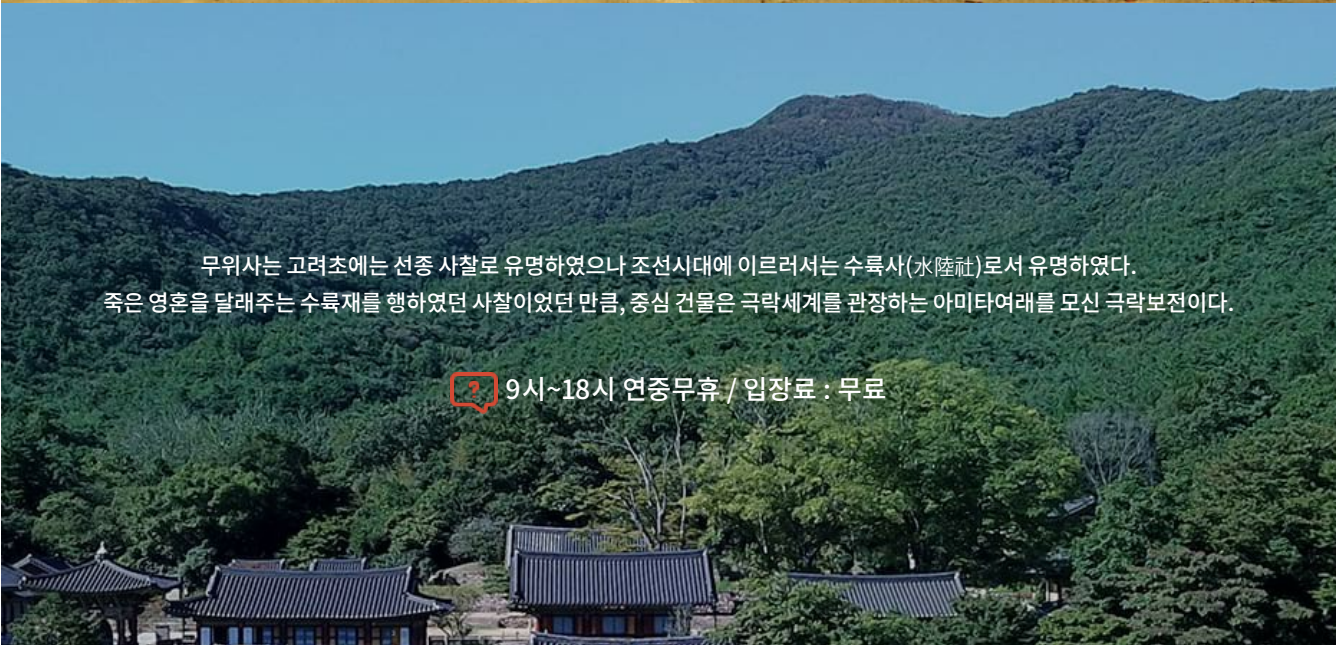 무위사는 고려초에는 선종 사찰로 유명하였으나 조선시대에 이르러서는 수륙사(水陸社)로서 유명하였다.
죽은 영혼을 달래주는 수륙재를 행하였던 사찰이었던 만큼, 중심 건물은 극락세계를 관장하는 아미타여래를 모신 극락보전이다.
? 9시~18시 연중무휴 / 입장료 : 무료